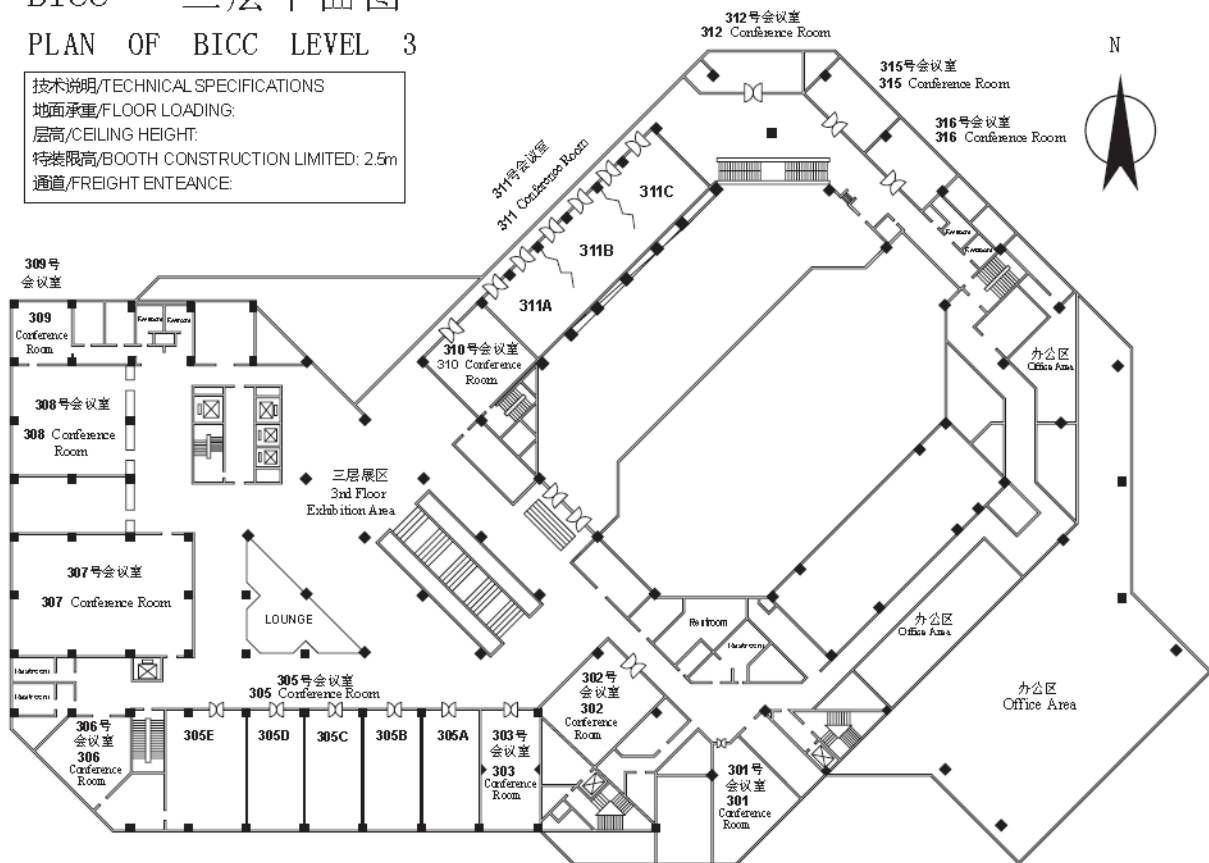 BICC 三层平面图
PLAN OF BICC LEVEL 3
技术说明/TECHNICAL SPECIFICATIONS
地面承重/FLOOR LOADING:
层高/CEILING HEIGHT:
特装限高/BOOTH CONSTRUCTION LIMITED: 2.5m
通道/FREIGHT ENTEANCE:
312号会议室
312 Conference Room
N
315号会议室
315 Conference Room
316号会议室
316 Conference Room
311号会议室
311 Conference Room
311C
311B
311A
309号
会议室
309
Conference
Room
310号会议室
310 Conference
Room
办公区
Office Area
308号会议室
308 Conference
Room
三层展区
3rd Floor
Exhibition Area
307号会议室
307 Conference Room
LOUNGE
Restroom
Restroom
办公区
Office Area
Restroom
Restroom
305号会议室
305 Conference Room
302号
会议室
302
Conference
Room
办公区
Office Area
306号
会议室
306
Conference
Room
305E
305D
305C
305B
305A
303号
会议室
303
Conference
Room
301号
会议室
301
Conference
Room